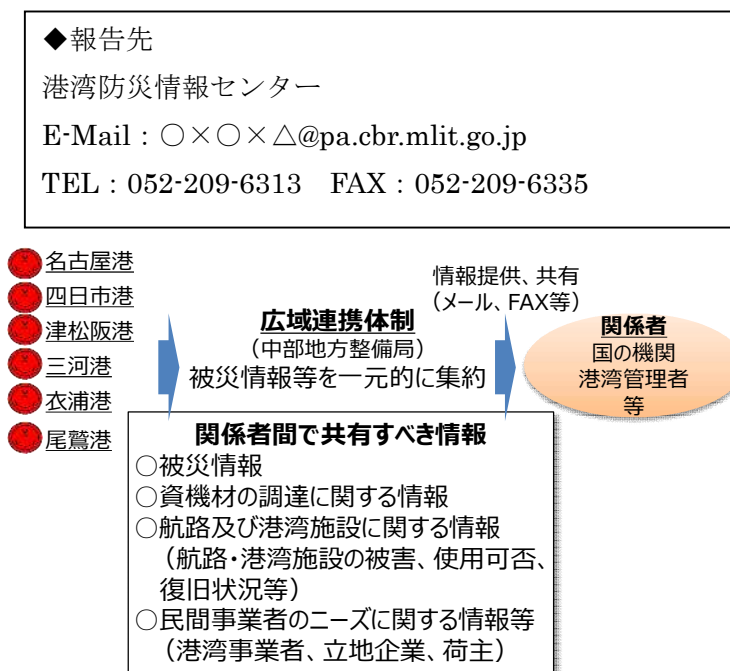 ◆報告先
港湾防災情報センター
E-Mail：○×○×△@pa.cbr.mlit.go.jp
TEL：052-209-6313　FAX：052-209-6335
名古屋港
四日市港
津松阪港
三河港
衣浦港
尾鷲港
広域連携体制
（中部地方整備局）
被災情報等を一元的に集約
情報提供、共有
（メール、FAX等）
関係者
国の機関
港湾管理者
等
関係者間で共有すべき情報
○被災情報
○資機材の調達に関する情報
○航路及び港湾施設に関する情報
（航路・港湾施設の被害、使用可否、
復旧状況等）
○民間事業者のニーズに関する情報等
（港湾事業者、立地企業、荷主）